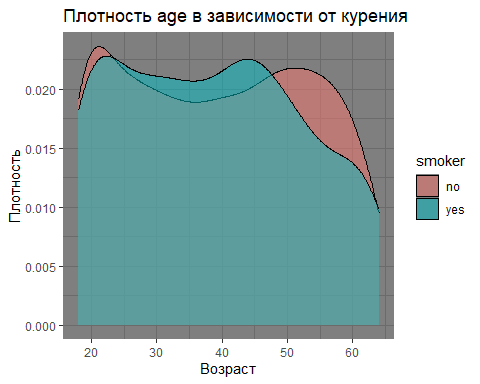 Плотность age в зависимости от курения
Плотность
0.020
0.015
0.010
0.005
0.000
20 30 40 50 60
Возраст
smoker
no
yes